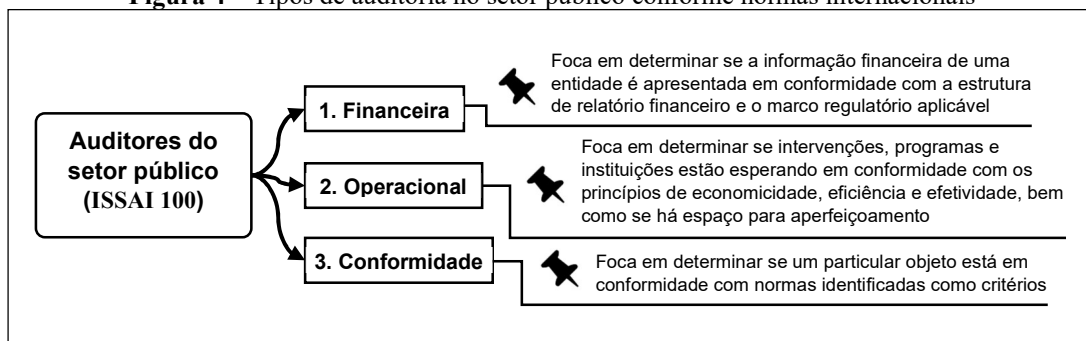 Figura 4 – Tipos de auditoria no setor público conforme normas internacionais
Auditores do
setor público
(ISSAI 100)
1. Financeira
Foca em determinar se a informação financeira de uma
entidade é apresentada em conformidade com a estrutura
de relatório financeiro e o marco regulatório aplicável
2. Operacional
Foca em determinar se intervenções, programas e
instituições estão esperando em conformidade com os
princípios de economicidade, eficiência e efetividade, bem
como se há espaço para aperfeiçoamento
3. Conformidade
Foca em determinar se um particular objeto está em
conformidade com normas identificadas como critérios